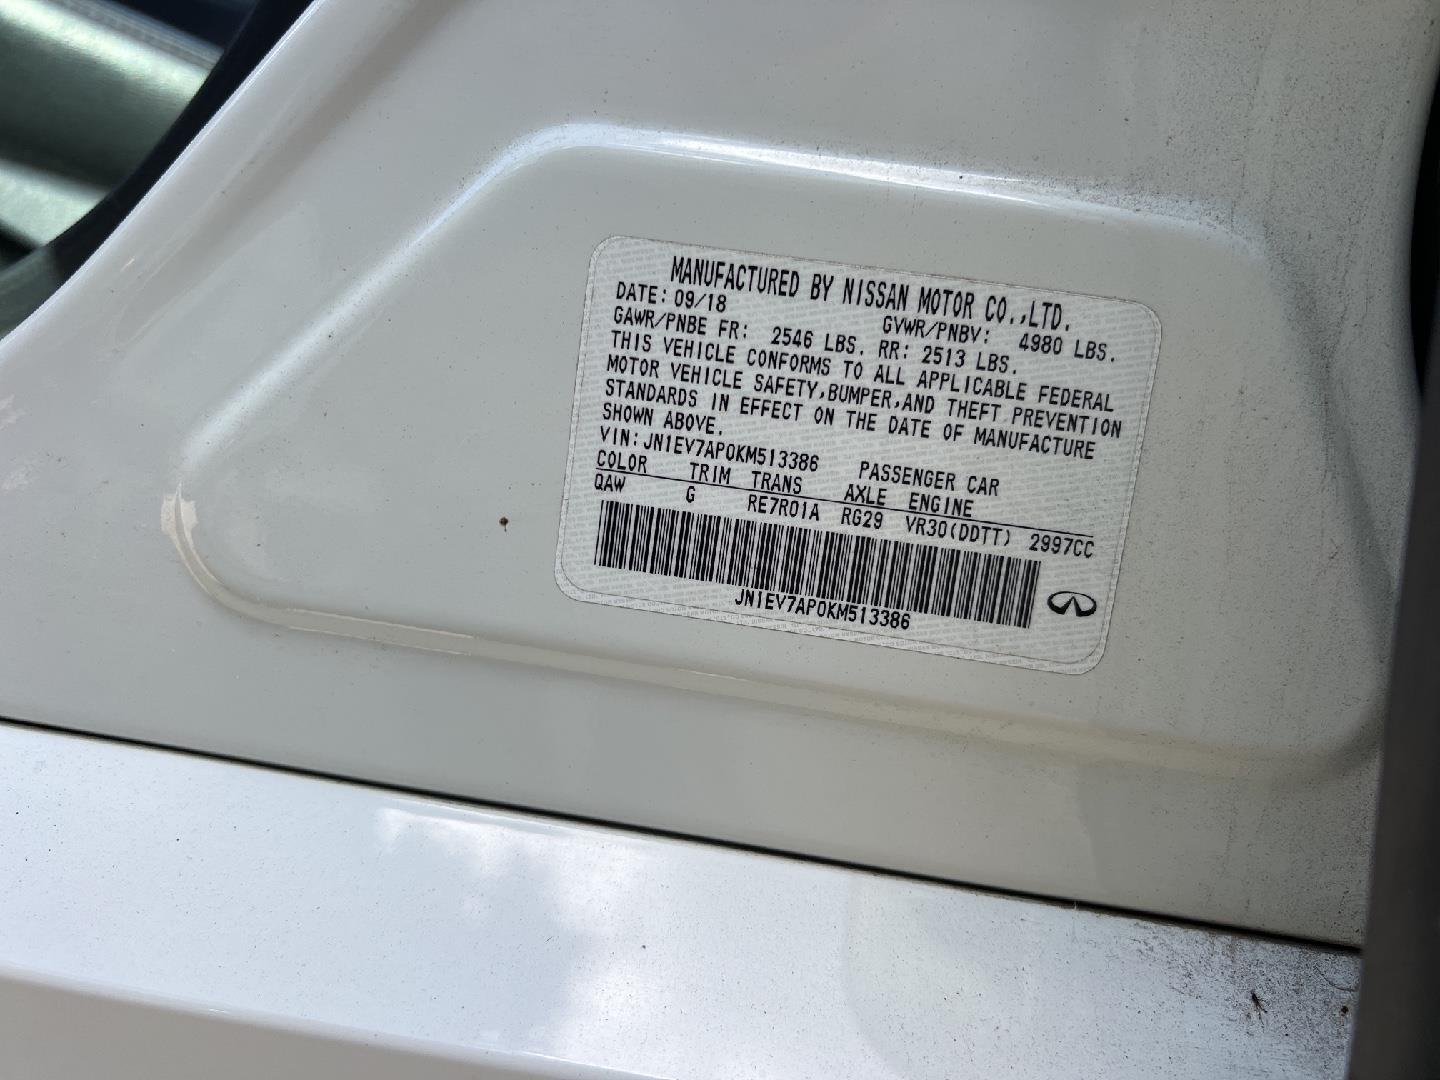 MANUFACTURED BY NISSAN MOTOR CO.,LTD.
DATE: 09/18 GVWR/PNBV: 4980 LBS.
GAWR/PNBE FR: 2546 LBS. RR: 2513 LBS.
THIS VEHICLE CONFORMS TO ALL APPLICABLE FEDERAL
MOTOR VEHICLE SAFETY,BUMPER,AND THEFT PREVENTION
STANDARDS IN EFFECT ON THE DATE OF MANUFACTURE
SHOWN ABOVE.
VIN:JN1EV7AP0KM513386 PASSENGER CAR
COLOR TRIM TRANS AXLE ENGINE
QAW G RE7R01A RG29 VR30(DDTT) 2997CC
JN1EV7AP0KM513386